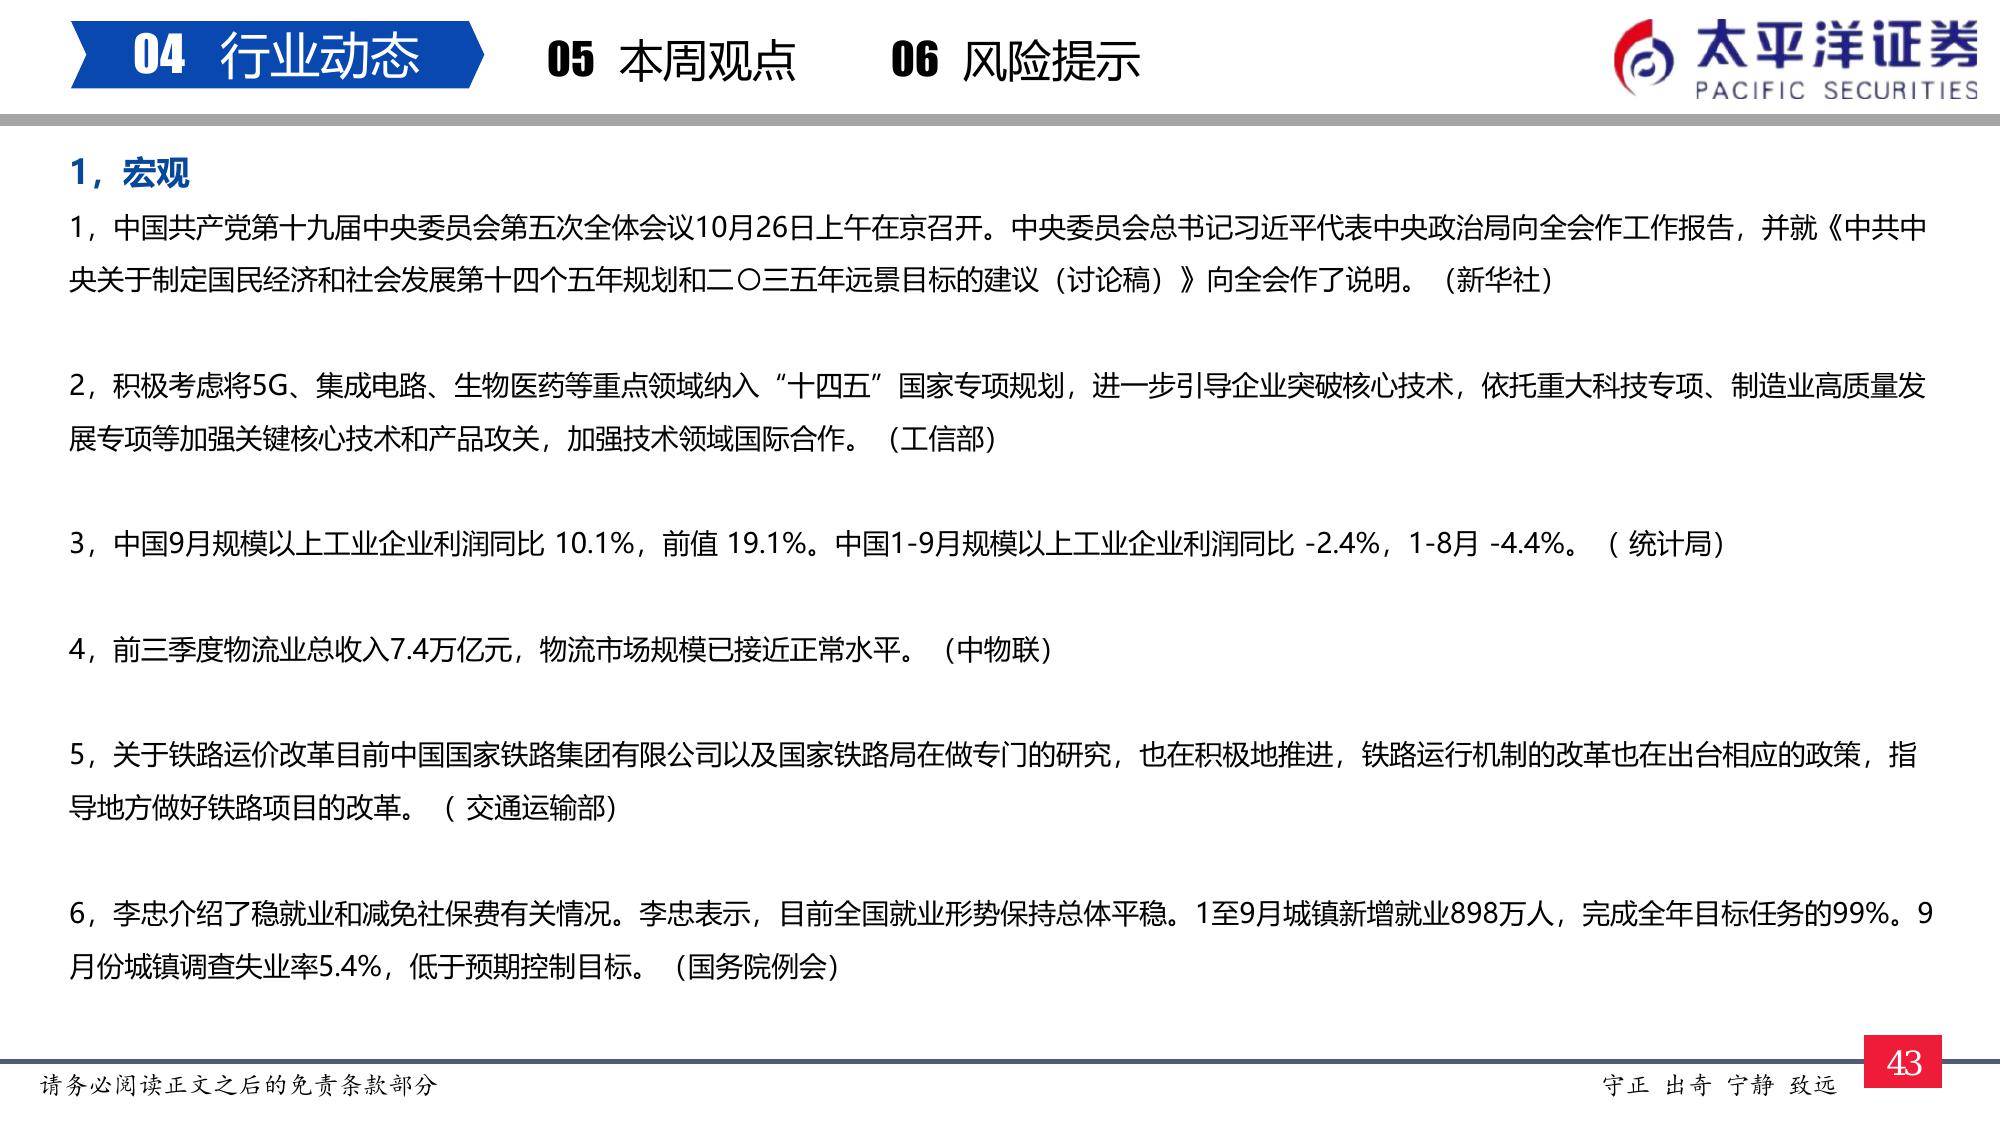 04 行业动态 05 本周观点 06 风险提示
太平洋证券
PACIFIC SECURITIES
1，宏观
1，中国共产党第十九届中央委员会第五次全体会议10月26日上午在京召开。中央委员会总书记习近平代表中央政治局向全会作工作报告，并就《中共中
央关于制定国民经济和社会发展第十四个五年规划和二〇三五年远景目标的建议（讨论稿）》向全会作了说明。（新华社）
2，积极考虑将5G、集成电路、生物医药等重点领域纳入“十四五”国家专项规划，进一步引导企业突破核心技术，依托重大科技专项、制造业高质量发
展专项等加强关键核心技术和产品攻关，加强技术领域国际合作。（工信部）
3，中国9月规模以上工业企业利润同比 10.1%，前值 19.1%。中国1-9月规模以上工业企业利润同比 -2.4%，1-8月 -4.4%。（ 统计局）
4，前三季度物流业总收入7.4万亿元，物流市场规模已接近正常水平。（中物联）
5，关于铁路运价改革目前中国国家铁路集团有限公司以及国家铁路局在做专门的研究，也在积极地推进，铁路运行机制的改革也在出台相应的政策，指
导地方做好铁路项目的改革。（ 交通运输部）
6，李忠介绍了稳就业和减免社保费有关情况。李忠表示，目前全国就业形势保持总体平稳。1至9月城镇新增就业898万人，完成全年目标任务的99%。9
月份城镇调查失业率5.4%，低于预期控制目标。（国务院例会）
请务必阅读正文之后的免责条款部分
守正 出奇 宁静 致远
43